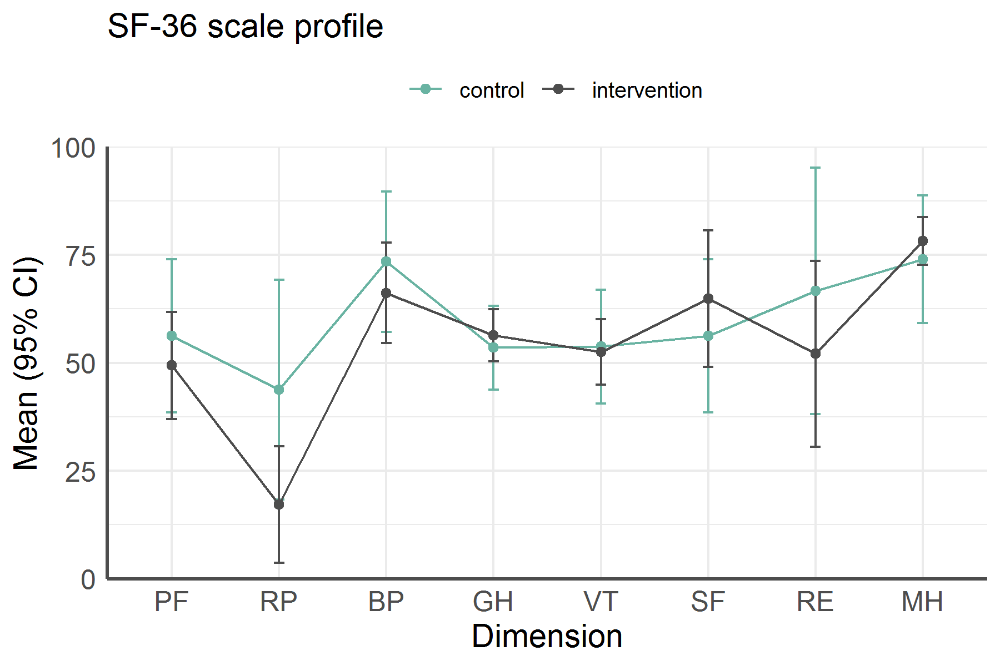 SF-36 scale profile
control intervention
Mean (95% CI)
100
75
50
25
0
PF RP BP GH VT SF RE MH
Dimension